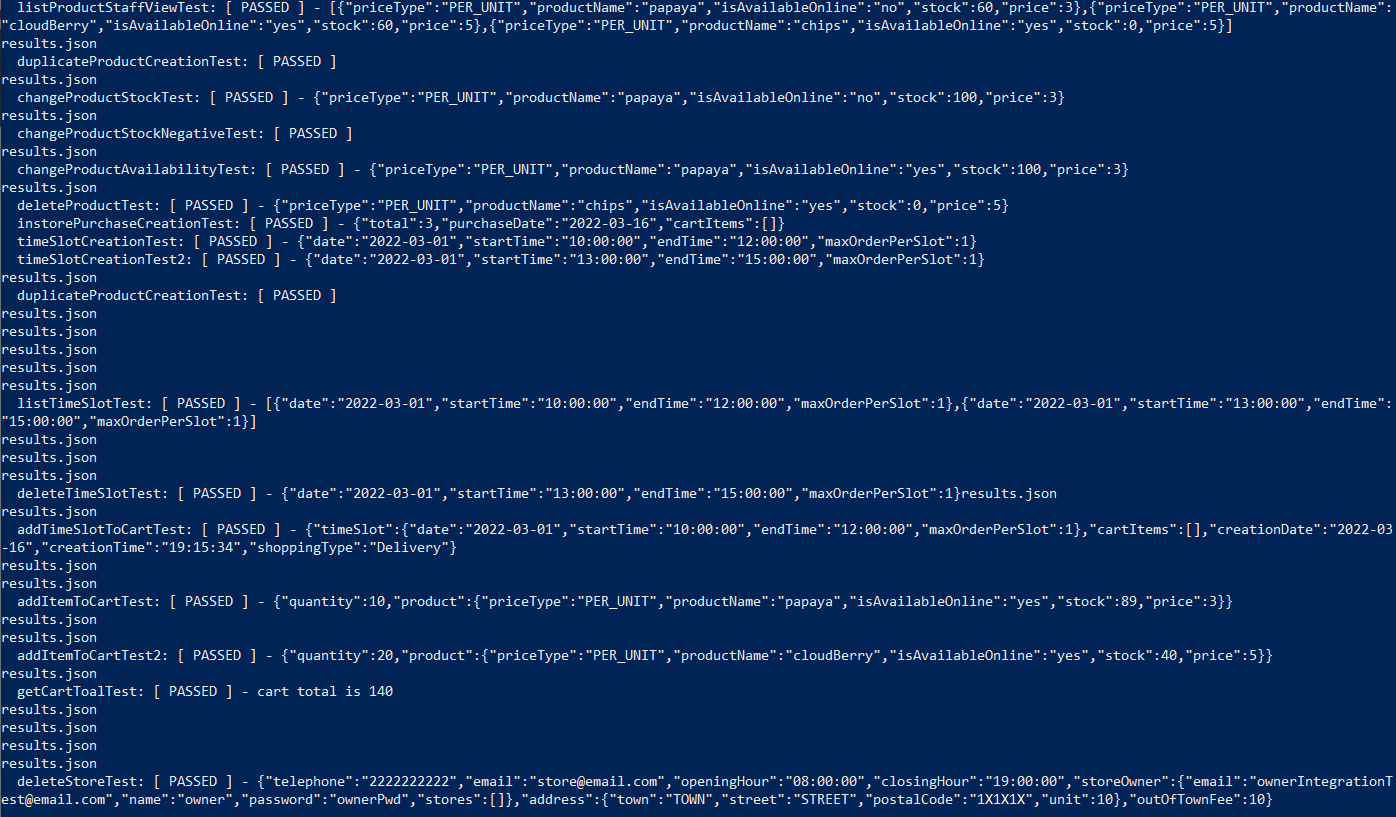 listProductStaffViewTest: [ PASSED ] - [{"priceType":"PER_UNIT","productName":"papaya","isAvailableOnline":"no","stock":60,"price":3},{"priceType":"PER_UNIT","productName":
"cloudBerry","isAvailableOnline":"yes","stock":60,"price":5},{"priceType":"PER_UNIT","productName":"chips","isAvailableOnline":"yes","stock":0,"price":5}]
results.json
  duplicateProductCreationTest: [ PASSED ]
results.json
  changeProductStockTest: [ PASSED ] - {"priceType":"PER_UNIT","productName":"papaya","isAvailableOnline":"no","stock":100,"price":3}
results.json
  changeProductStockNegativeTest: [ PASSED ]
results.json
  changeProductAvailabilityTest: [ PASSED ] - {"priceType":"PER_UNIT","productName":"papaya","isAvailableOnline":"yes","stock":100,"price":3}
results.json
  deleteProductTest: [ PASSED ] - {"priceType":"PER_UNIT","productName":"chips","isAvailableOnline":"yes","stock":0,"price":5}
  instorePurchaseCreationTest: [ PASSED ] - {"total":3,"purchaseDate":"2022-03-16","cartItems":[]}
  timeSlotCreationTest: [ PASSED ] - {"date":"2022-03-01","startTime":"10:00:00","endTime":"12:00:00","maxOrderPerSlot":1}
  timeSlotCreationTest2: [ PASSED ] - {"date":"2022-03-01","startTime":"13:00:00","endTime":"15:00:00","maxOrderPerSlot":1}
results.json
  duplicateProductCreationTest: [ PASSED ]
results.json
results.json
results.json
results.json
results.json
  listTimeSlotTest: [ PASSED ] - [{"date":"2022-03-01","startTime":"10:00:00","endTime":"12:00:00","maxOrderPerSlot":1},{"date":"2022-03-01","startTime":"13:00:00","endTime":
"15:00:00","maxOrderPerSlot":1}]
results.json
results.json
results.json
  deleteTimeSlotTest: [ PASSED ] - {"date":"2022-03-01","startTime":"13:00:00","endTime":"15:00:00","maxOrderPerSlot":1}results.json
results.json
  addTimeSlotToCartTest: [ PASSED ] - {"timeSlot":{"date":"2022-03-01","startTime":"10:00:00","endTime":"12:00:00","maxOrderPerSlot":1},"cartItems":[],"creationDate":"2022-03
-16","creationTime":"19:15:34","shoppingType":"Delivery"}
results.json
results.json
  addItemToCartTest: [ PASSED ] - {"quantity":10,"product":{"priceType":"PER_UNIT","productName":"papaya","isAvailableOnline":"yes","stock":89,"price":3}}
results.json
results.json
  addItemToCartTest2: [ PASSED ] - {"quantity":20,"product":{"priceType":"PER_UNIT","productName":"cloudBerry","isAvailableOnline":"yes","stock":40,"price":5}}
results.json
  getCartToalTest: [ PASSED ] - cart total is 140
results.json
results.json
results.json
results.json
  deleteStoreTest: [ PASSED ] - {"telephone":"2222222222","email":"store@email.com","openingHour":"08:00:00","closingHour":"19:00:00","storeOwner":{"email":"ownerIntegrationT
est@email.com","name":"owner","password":"ownerPwd","stores":[]},"address":{"town":"TOWN","street":"STREET","postalCode":"1X1X1X","unit":10},"outOfTownFee":10}